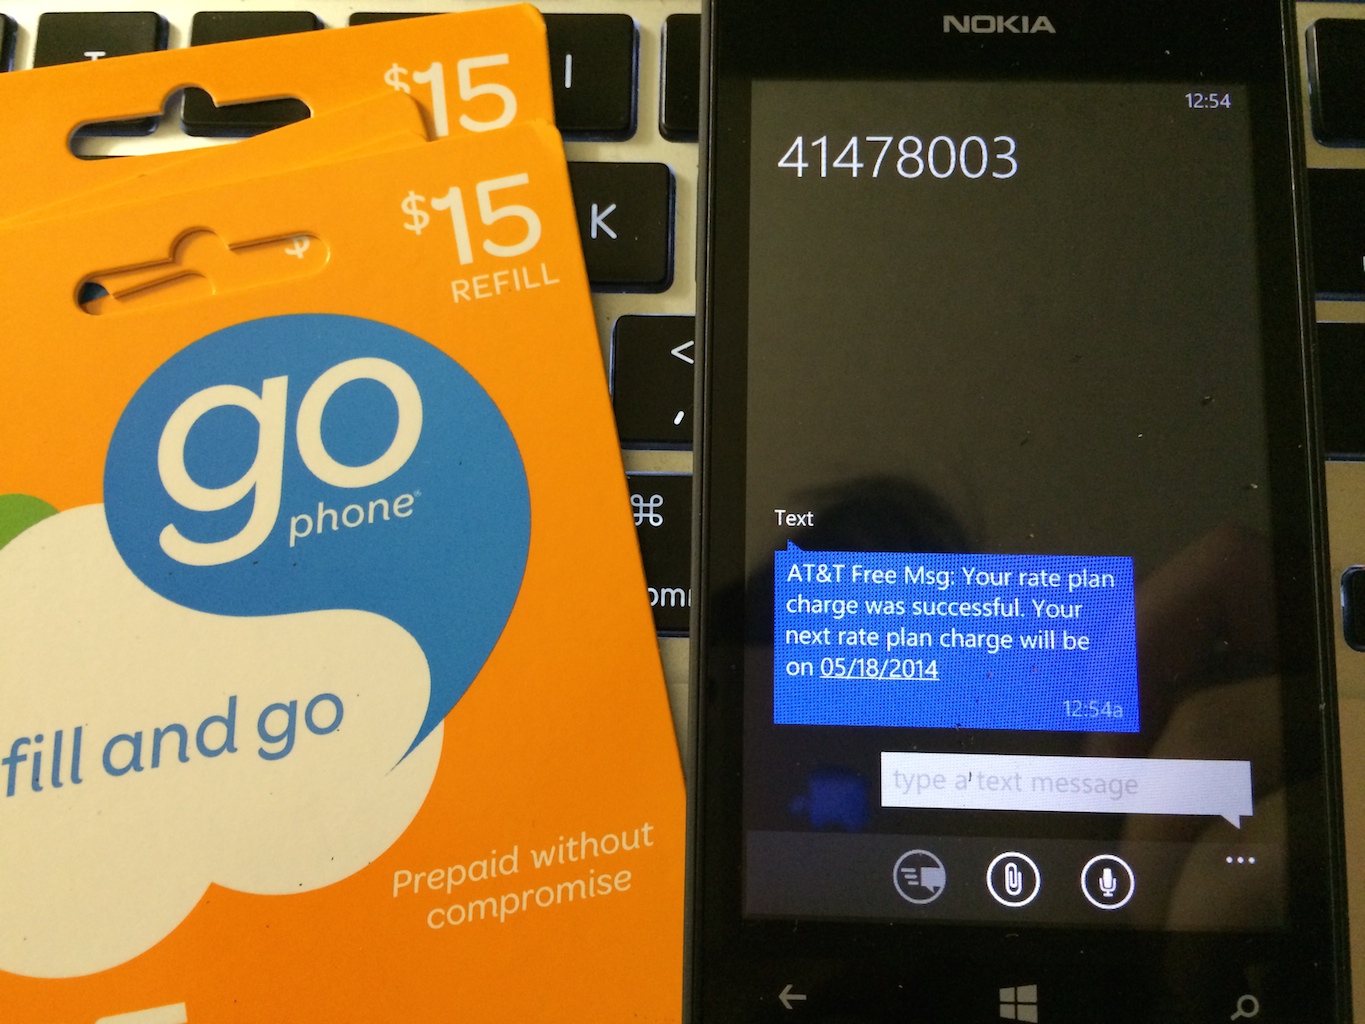 $15
$15
REFILL
go
phone
fill and go
Prepaid without
compromise
I
K
<
,
⌘
NOKIA
12:54
41478003
Text
AT&T Free Msg: Your rate plan
charge was successful. Your
next rate plan charge will be
on 05/18/2014
12:54a
type a text message